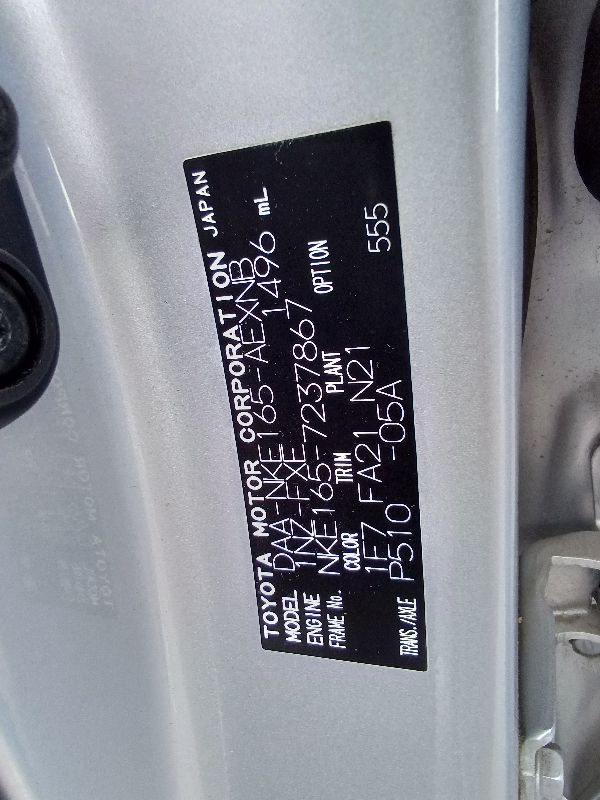 TOYOTA MOTOR CORPORATION JAPAN
MODEL DAA-NKE165-AEXNB
ENGINE 1NZ-FXE 1496 mL
FRAME No. NKE165-7237867
COLOR TRIM PLANT OPTION
1F7 FA21 N21
TRANS./AXLE P510 -05A 555